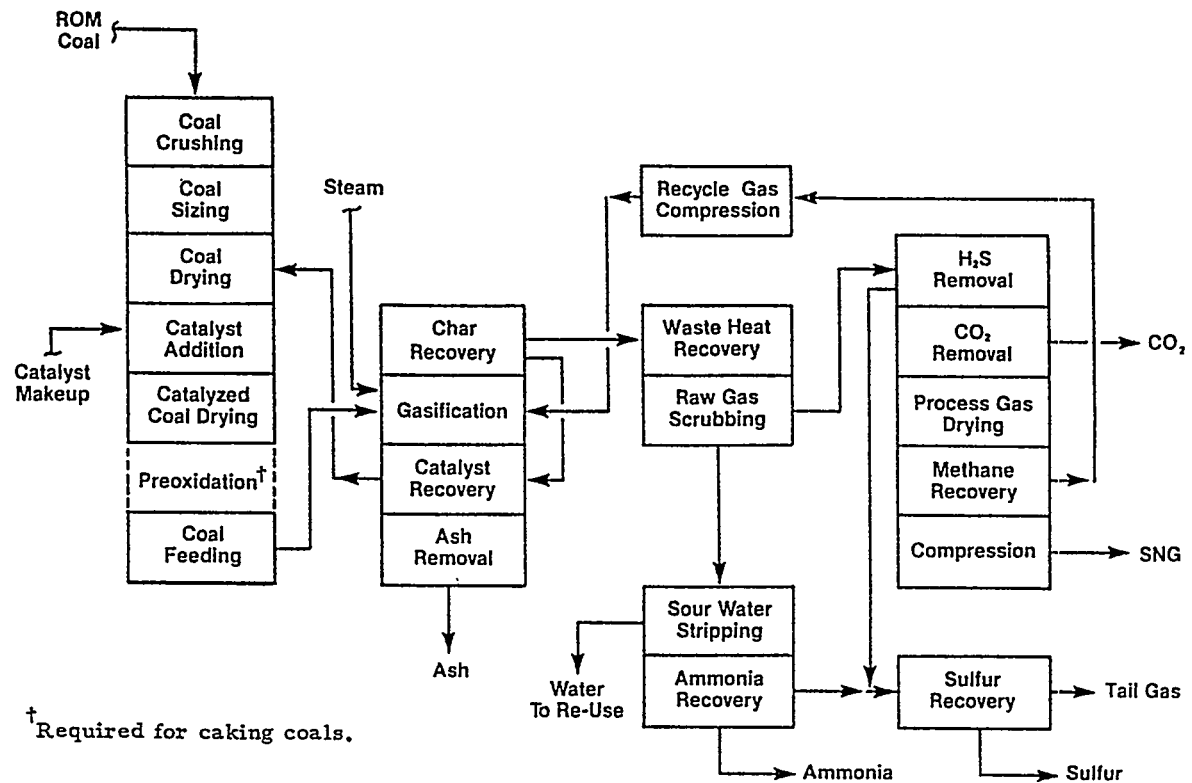 ROM
Coal
Coal
Crushing
Coal
Sizing
Coal
Drying
Catalyst
Addition
Catalyst
Makeup
Catalyzed
Coal Drying
Preoxidation†
Coal
Feeding
Steam
Char
Recovery
Gasification
Catalyst
Recovery
Ash
Removal
Ash
Recycle Gas
Compression
Waste Heat
Recovery
Raw Gas
Scrubbing
H₂S
Removal
CO₂
Removal
CO₂
Process Gas
Drying
Methane
Recovery
Compression
SNG
Sour Water
Stripping
Ammonia
Recovery
Water
To Re-Use
Sulfur
Recovery
Tail Gas
Ammonia
Sulfur
†Required for caking coals.